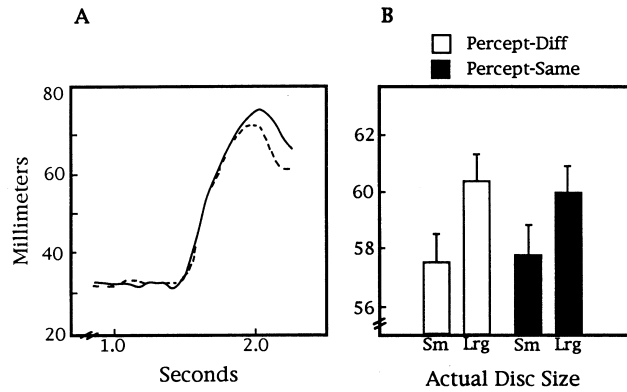 A
B
Percept-Diff
Percept-Same
80
60
40
20
Millimeters
1.0
2.0
Seconds
62
60
58
56
Sm
Lrg
Sm
Lrg
Actual Disc Size